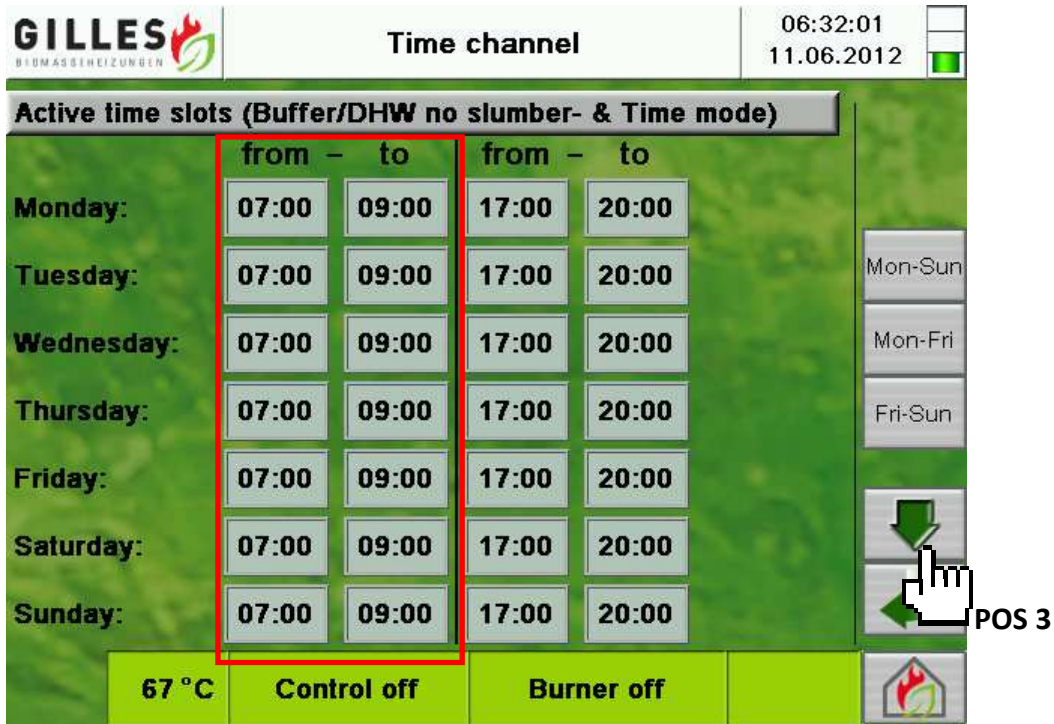 GILLES
BIOMASSEHEIZUNGEN
Time channel
06:32:01
11.06.2012
Active time slots (Buffer/DHW no slumber- & Time mode)
from – to from – to
Monday: 07:00 09:00 17:00 20:00
Tuesday: 07:00 09:00 17:00 20:00
Wednesday: 07:00 09:00 17:00 20:00
Thursday: 07:00 09:00 17:00 20:00
Friday: 07:00 09:00 17:00 20:00
Saturday: 07:00 09:00 17:00 20:00
Sunday: 07:00 09:00 17:00 20:00
Mon-Sun
Mon-Fri
Fri-Sun
POS 3
67 °C Control off Burner off